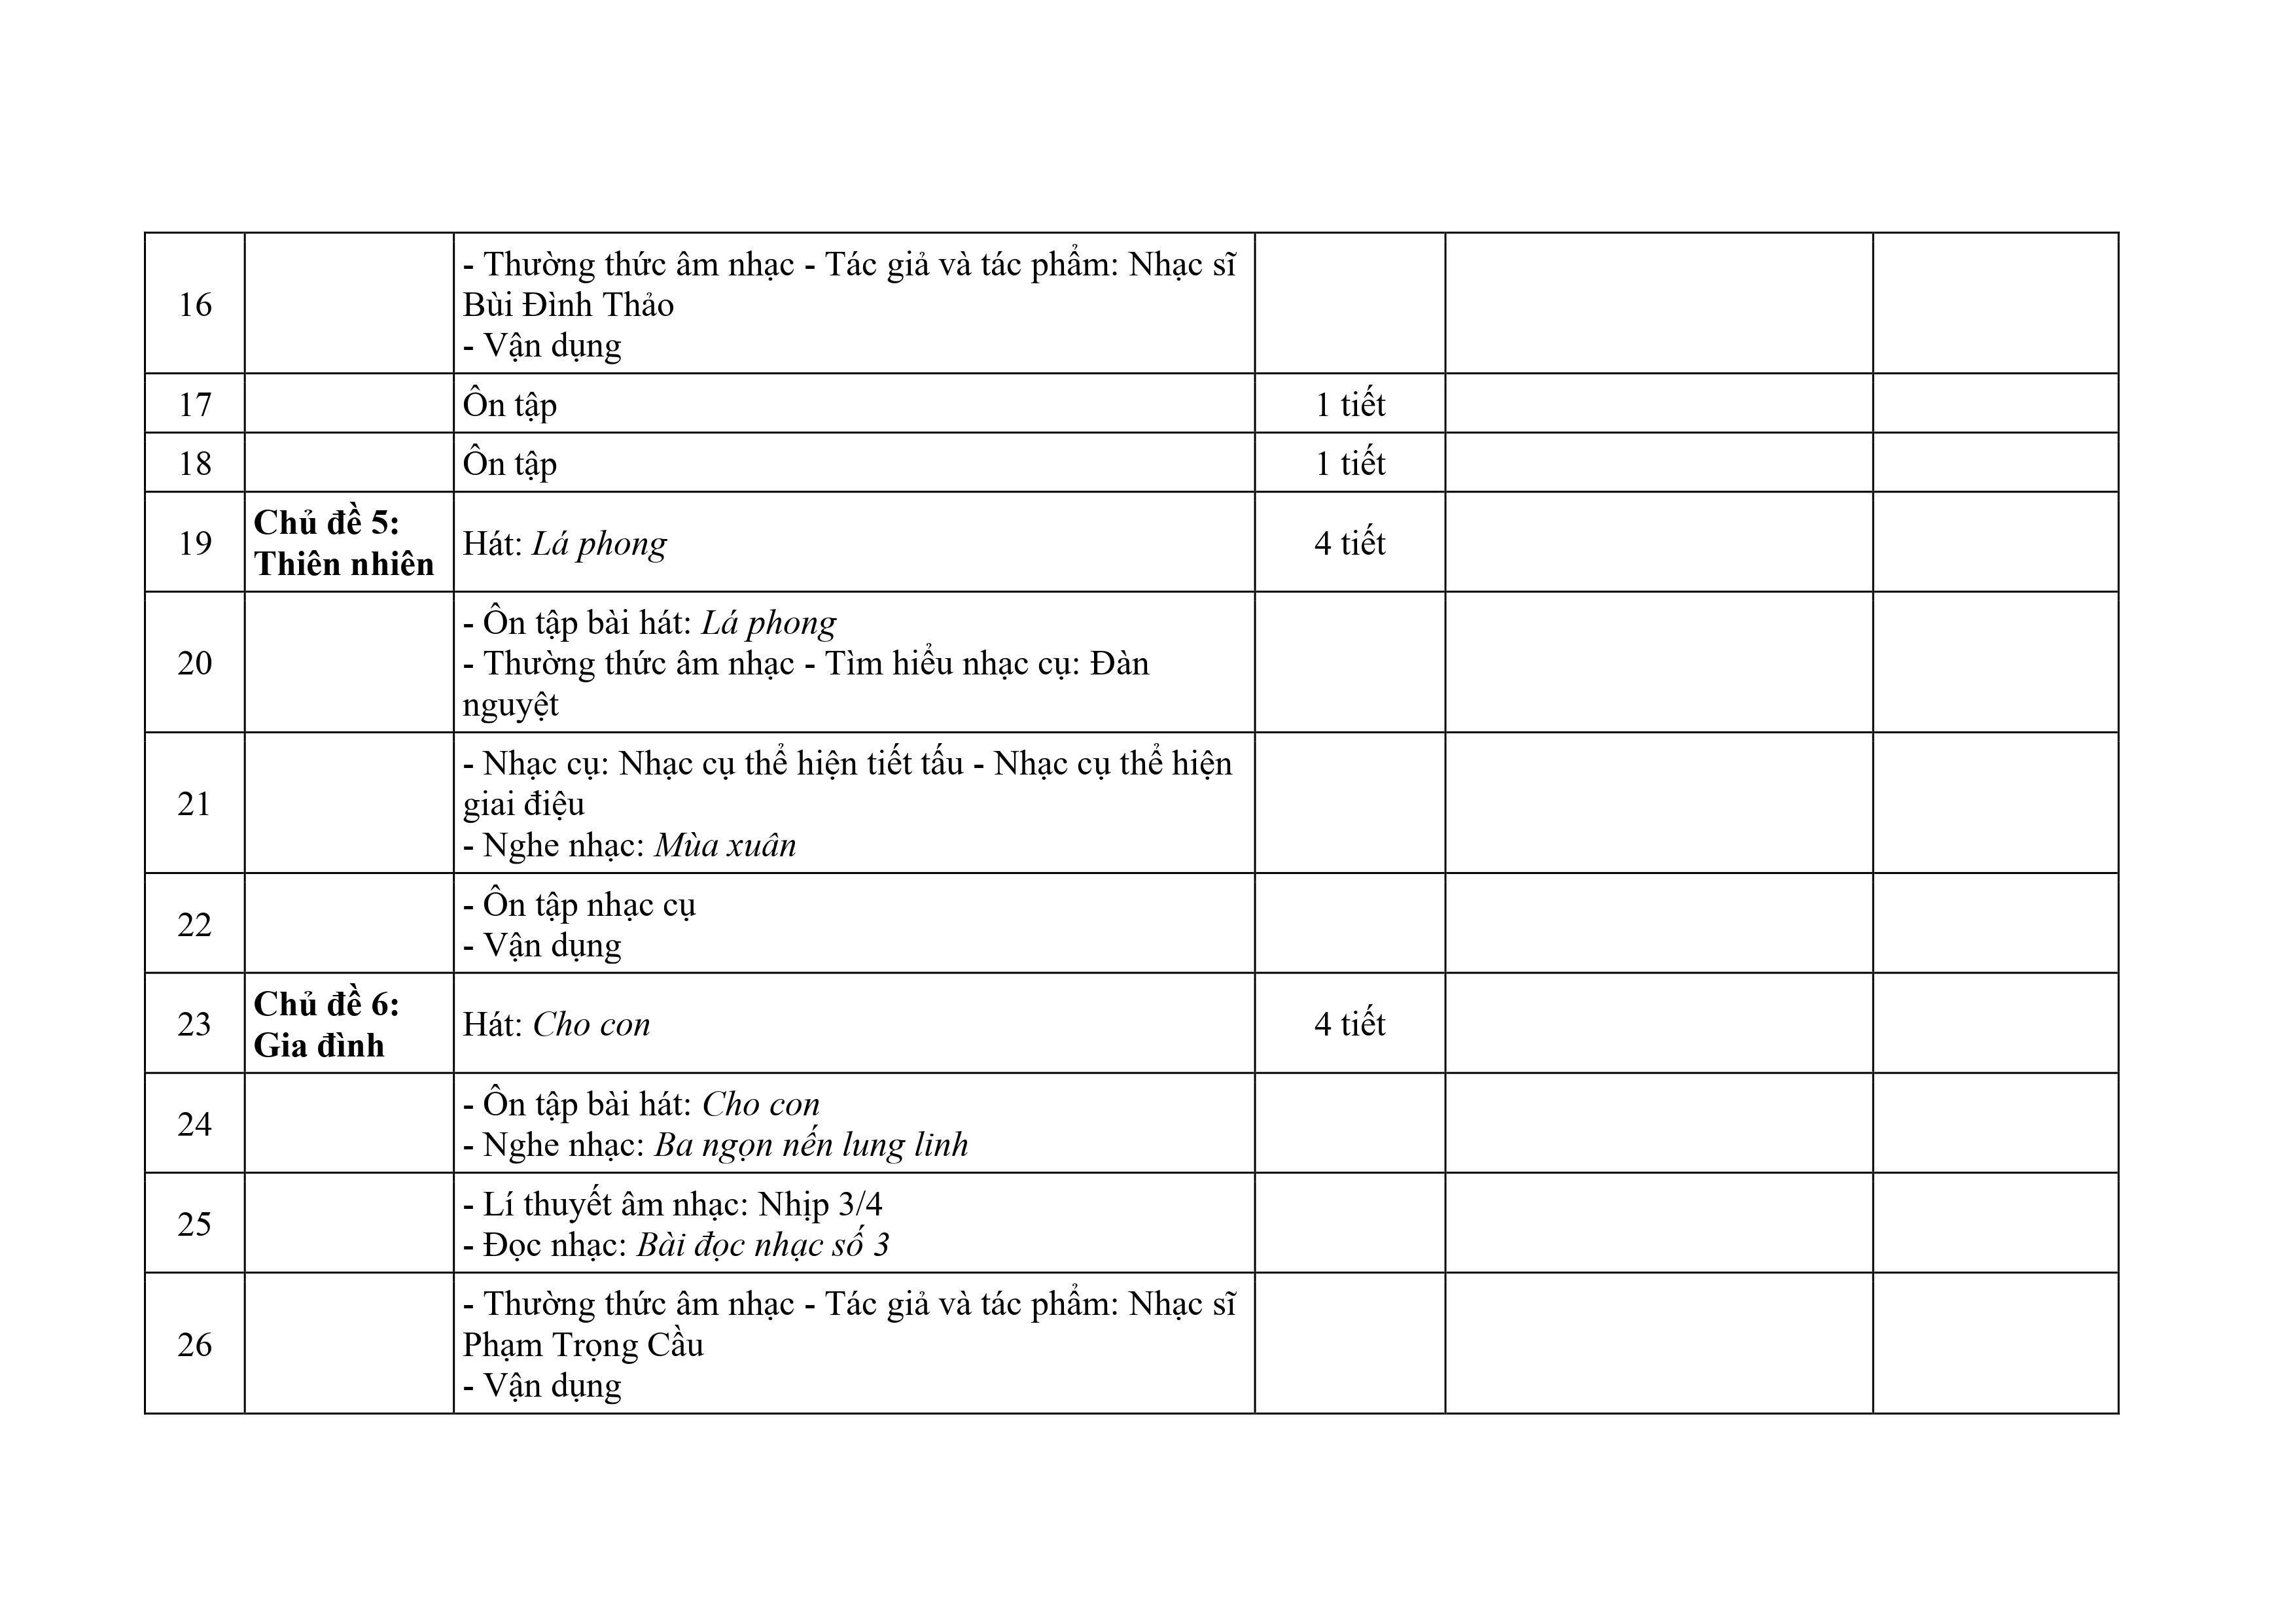 16
- Thường thức âm nhạc - Tác giả và tác phẩm: Nhạc sĩ
Bùi Đình Thảo
- Vận dụng
17
Ôn tập
1 tiết
18
Ôn tập
1 tiết
19
Chủ đề 5:
Thiên nhiên
Hát: Lá phong
4 tiết
20
- Ôn tập bài hát: Lá phong
- Thường thức âm nhạc - Tìm hiểu nhạc cụ: Đàn
nguyệt
21
- Nhạc cụ: Nhạc cụ thể hiện tiết tấu - Nhạc cụ thể hiện
giai điệu
- Nghe nhạc: Mùa xuân
22
- Ôn tập nhạc cụ
- Vận dụng
23
Chủ đề 6:
Gia đình
Hát: Cho con
4 tiết
24
- Ôn tập bài hát: Cho con
- Nghe nhạc: Ba ngọn nến lung linh
25
- Lí thuyết âm nhạc: Nhịp 3/4
- Đọc nhạc: Bài đọc nhạc số 3
26
- Thường thức âm nhạc - Tác giả và tác phẩm: Nhạc sĩ
Phạm Trọng Cầu
- Vận dụng